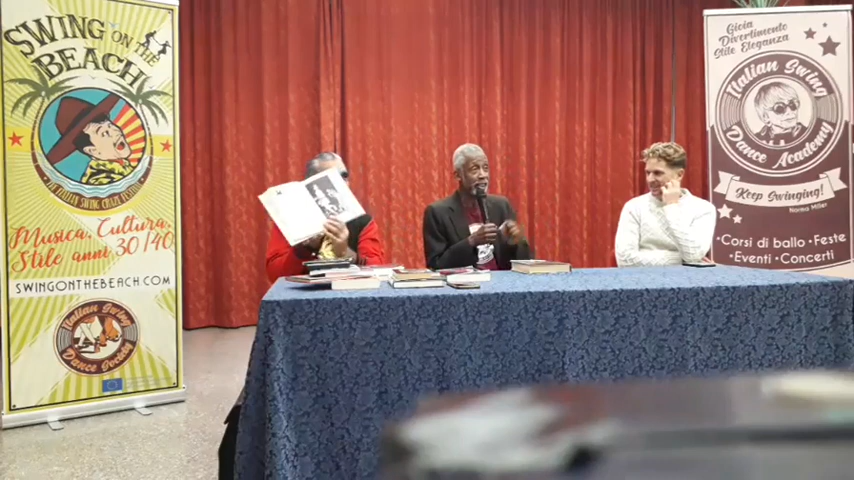 SWING ON the
BEACH
THE ITALIAN SWING CRAZE FESTIVAL
Musica, Cultura,
Stile anni 30/40
WWW.SWINGONTHEBEACH.COM
Italian Swing
Dance Society
Gioia
Divertimento
Stile Eleganza
Italian Swing
Dance Academy
"Keep Swinging"
Norma Miller
Corsi di ballo • Feste
Eventi • Concerti